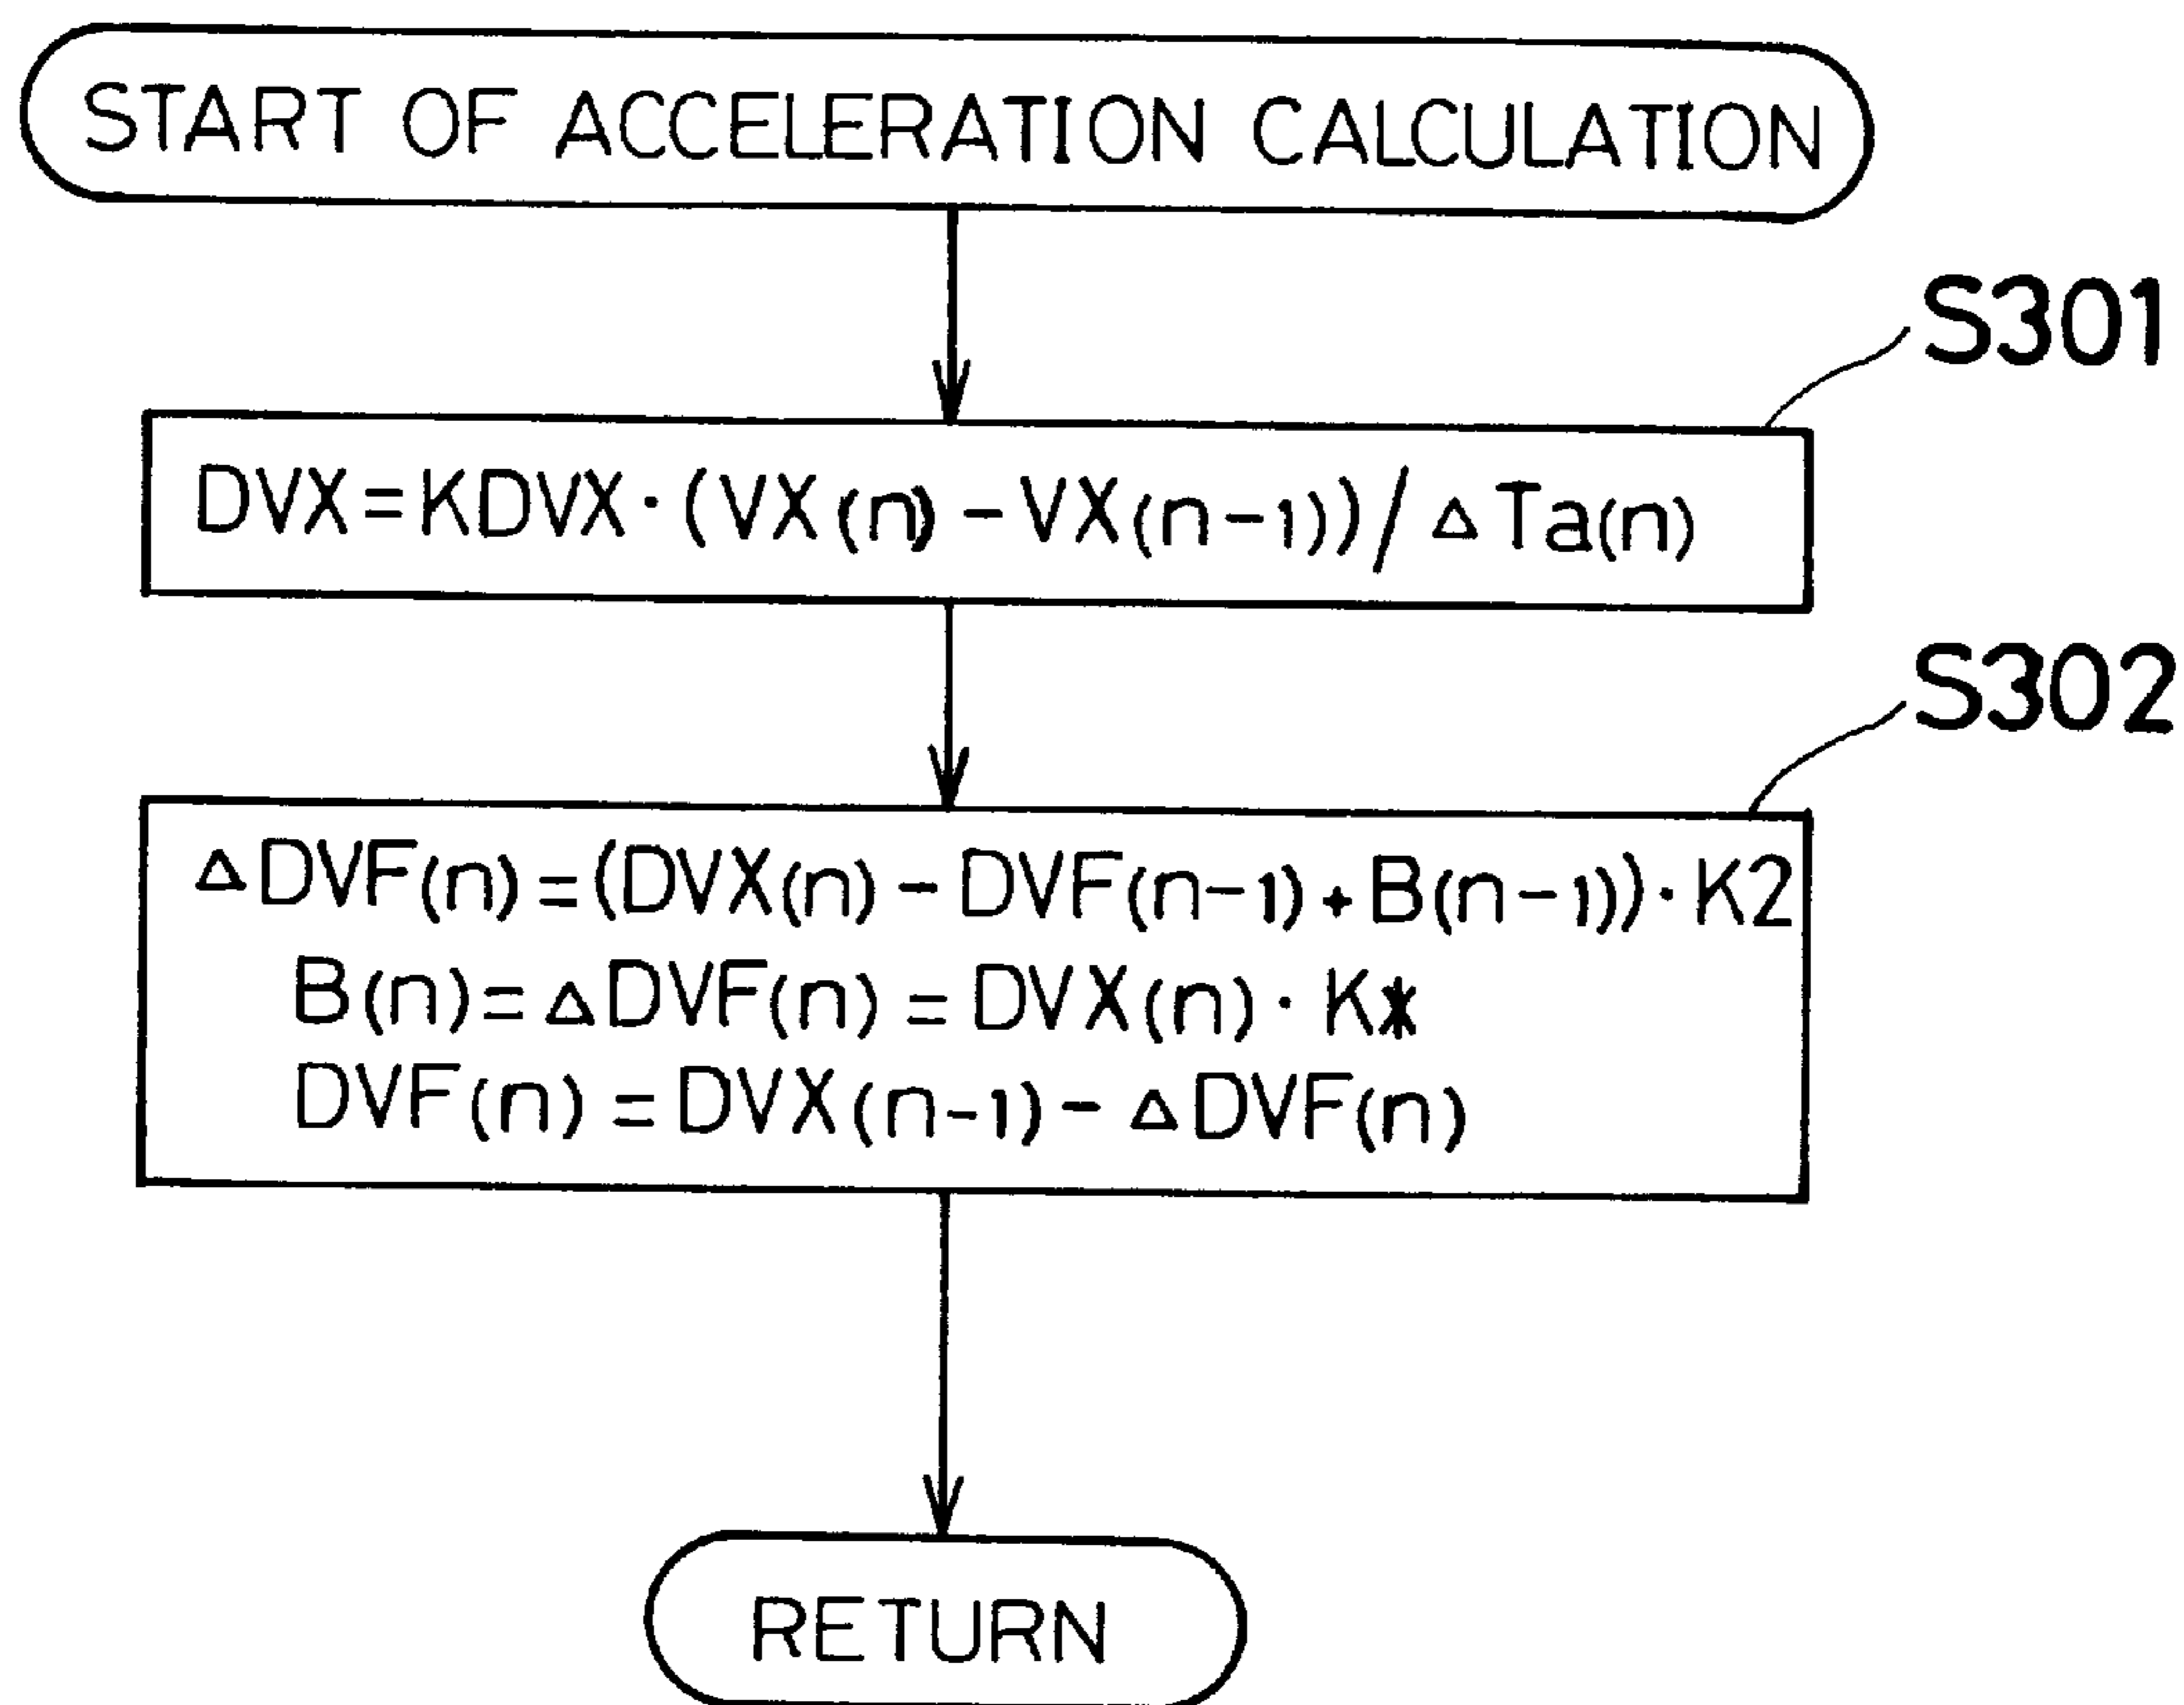 START OF ACCELERATION CALCULATION
S301
DVX=KDVX·(VX(n)-VX(n-1))/ΔTa(n)
S302
ΔDVF(n)=(DVX(n)-DVF(n-1)+B(n-1))·K2
B(n)=ΔDVF(n)=DVX(n)·K*
DVF(n)=DVX(n-1)-ΔDVF(n)
RETURN